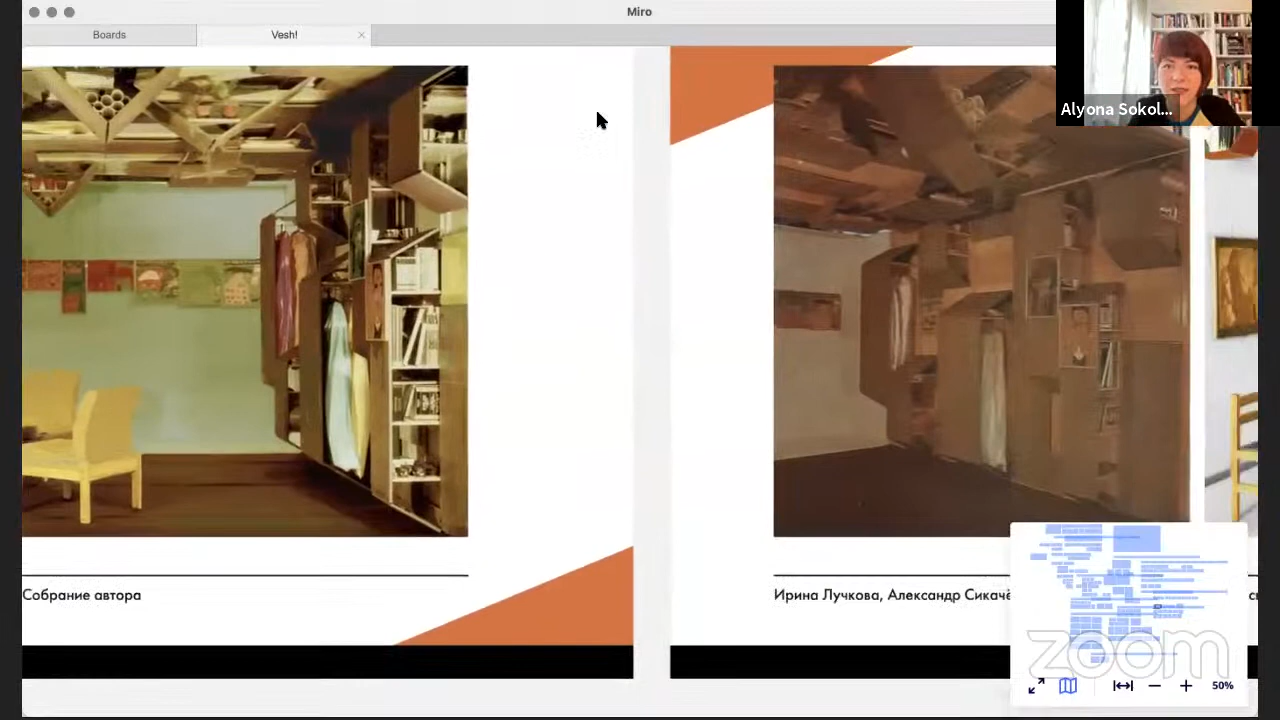 Miro
Boards
Vesh!
Alyona Sokol...
Собрание автора
Ирина Лучкова, Александр Сикачё
zoom
50%